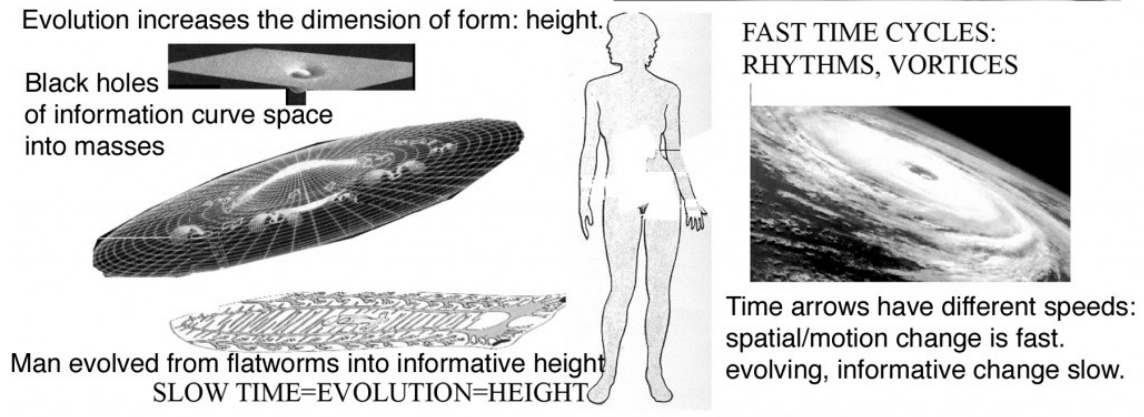 Evolution increases the dimension of form: height.
Black holes
of information curve space
into masses
Man evolved from flatworms into informative height
SLOW TIME=EVOLUTION=HEIGHT
FAST TIME CYCLES:
RHYTHMS, VORTICES
Time arrows have different speeds:
spatial/motion change is fast.
evolving, informative change slow.